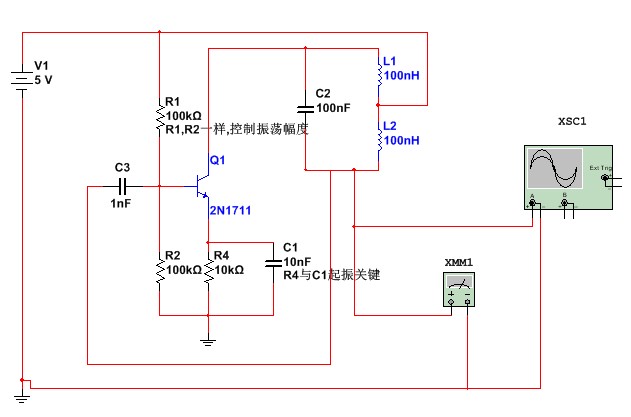 V1
5 V
R1
100kΩ
R1,R2一样,控制振荡幅度
C2
100nF
L1
100nH
L2
100nH
XSC1
Ext Trig
A
B
Q1
2N1711
C3
1nF
R2
100kΩ
R4
10kΩ
C1
10nF
R4与C1起振关键
XMM1